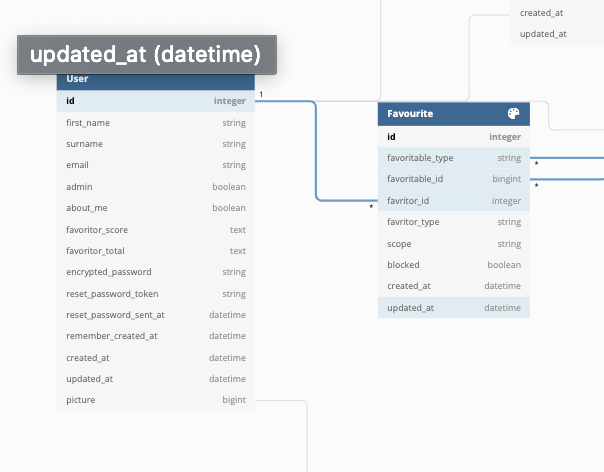 created_at
updated_at
updated_at (datetime)
User
id integer
first_name string
surname string
email string
admin boolean
about_me boolean
favoritor_score text
favoritor_total text
encrypted_password string
reset_password_token string
reset_password_sent_at datetime
remember_created_at datetime
created_at datetime
updated_at datetime
picture bigint
1
*
Favourite
id integer
favoritable_type string
favoritable_id bingint
favritor_id integer
favritor_type string
scope string
blocked boolean
created_at datetime
updated_at datetime
*
*